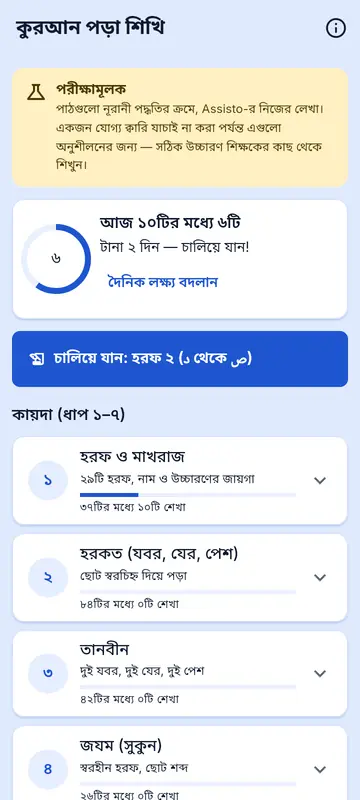 কুরআন পড়া শিখি
পরীক্ষামূলক
পাঠগুলো নূরানী পদ্ধতির ক্রমে, Assisto-র নিজের লেখা।
একজন যোগ্য ক্বারি যাচাই না করা পর্যন্ত এগুলো
অনুশীলনের জন্য — সঠিক উচ্চারণ শিক্ষকের কাছ থেকে
শিখুন।
৬
আজ ১০টির মধ্যে ৬টি
টানা ২ দিন — চালিয়ে যান!
দৈনিক লক্ষ্য বদলান
চালিয়ে যান: হরফ ২ (د থেকে ص)
কায়দা (ধাপ ১–৭)
১
হরফ ও মাখরাজ
২৯টি হরফ, নাম ও উচ্চারণের জায়গা
৩৭টির মধ্যে ১০টি শেখা
২
হরকত (যবর, যের, পেশ)
ছোট স্বরচিহ্ন দিয়ে পড়া
৮৪টির মধ্যে ০টি শেখা
৩
তানবীন
দুই যবর, দুই যের, দুই পেশ
৪২টির মধ্যে ০টি শেখা
৪
জযম (সুকুন)
স্বরহীন হরফ, ছোট শব্দ
২৬টির মধ্যে ০টি শেখা